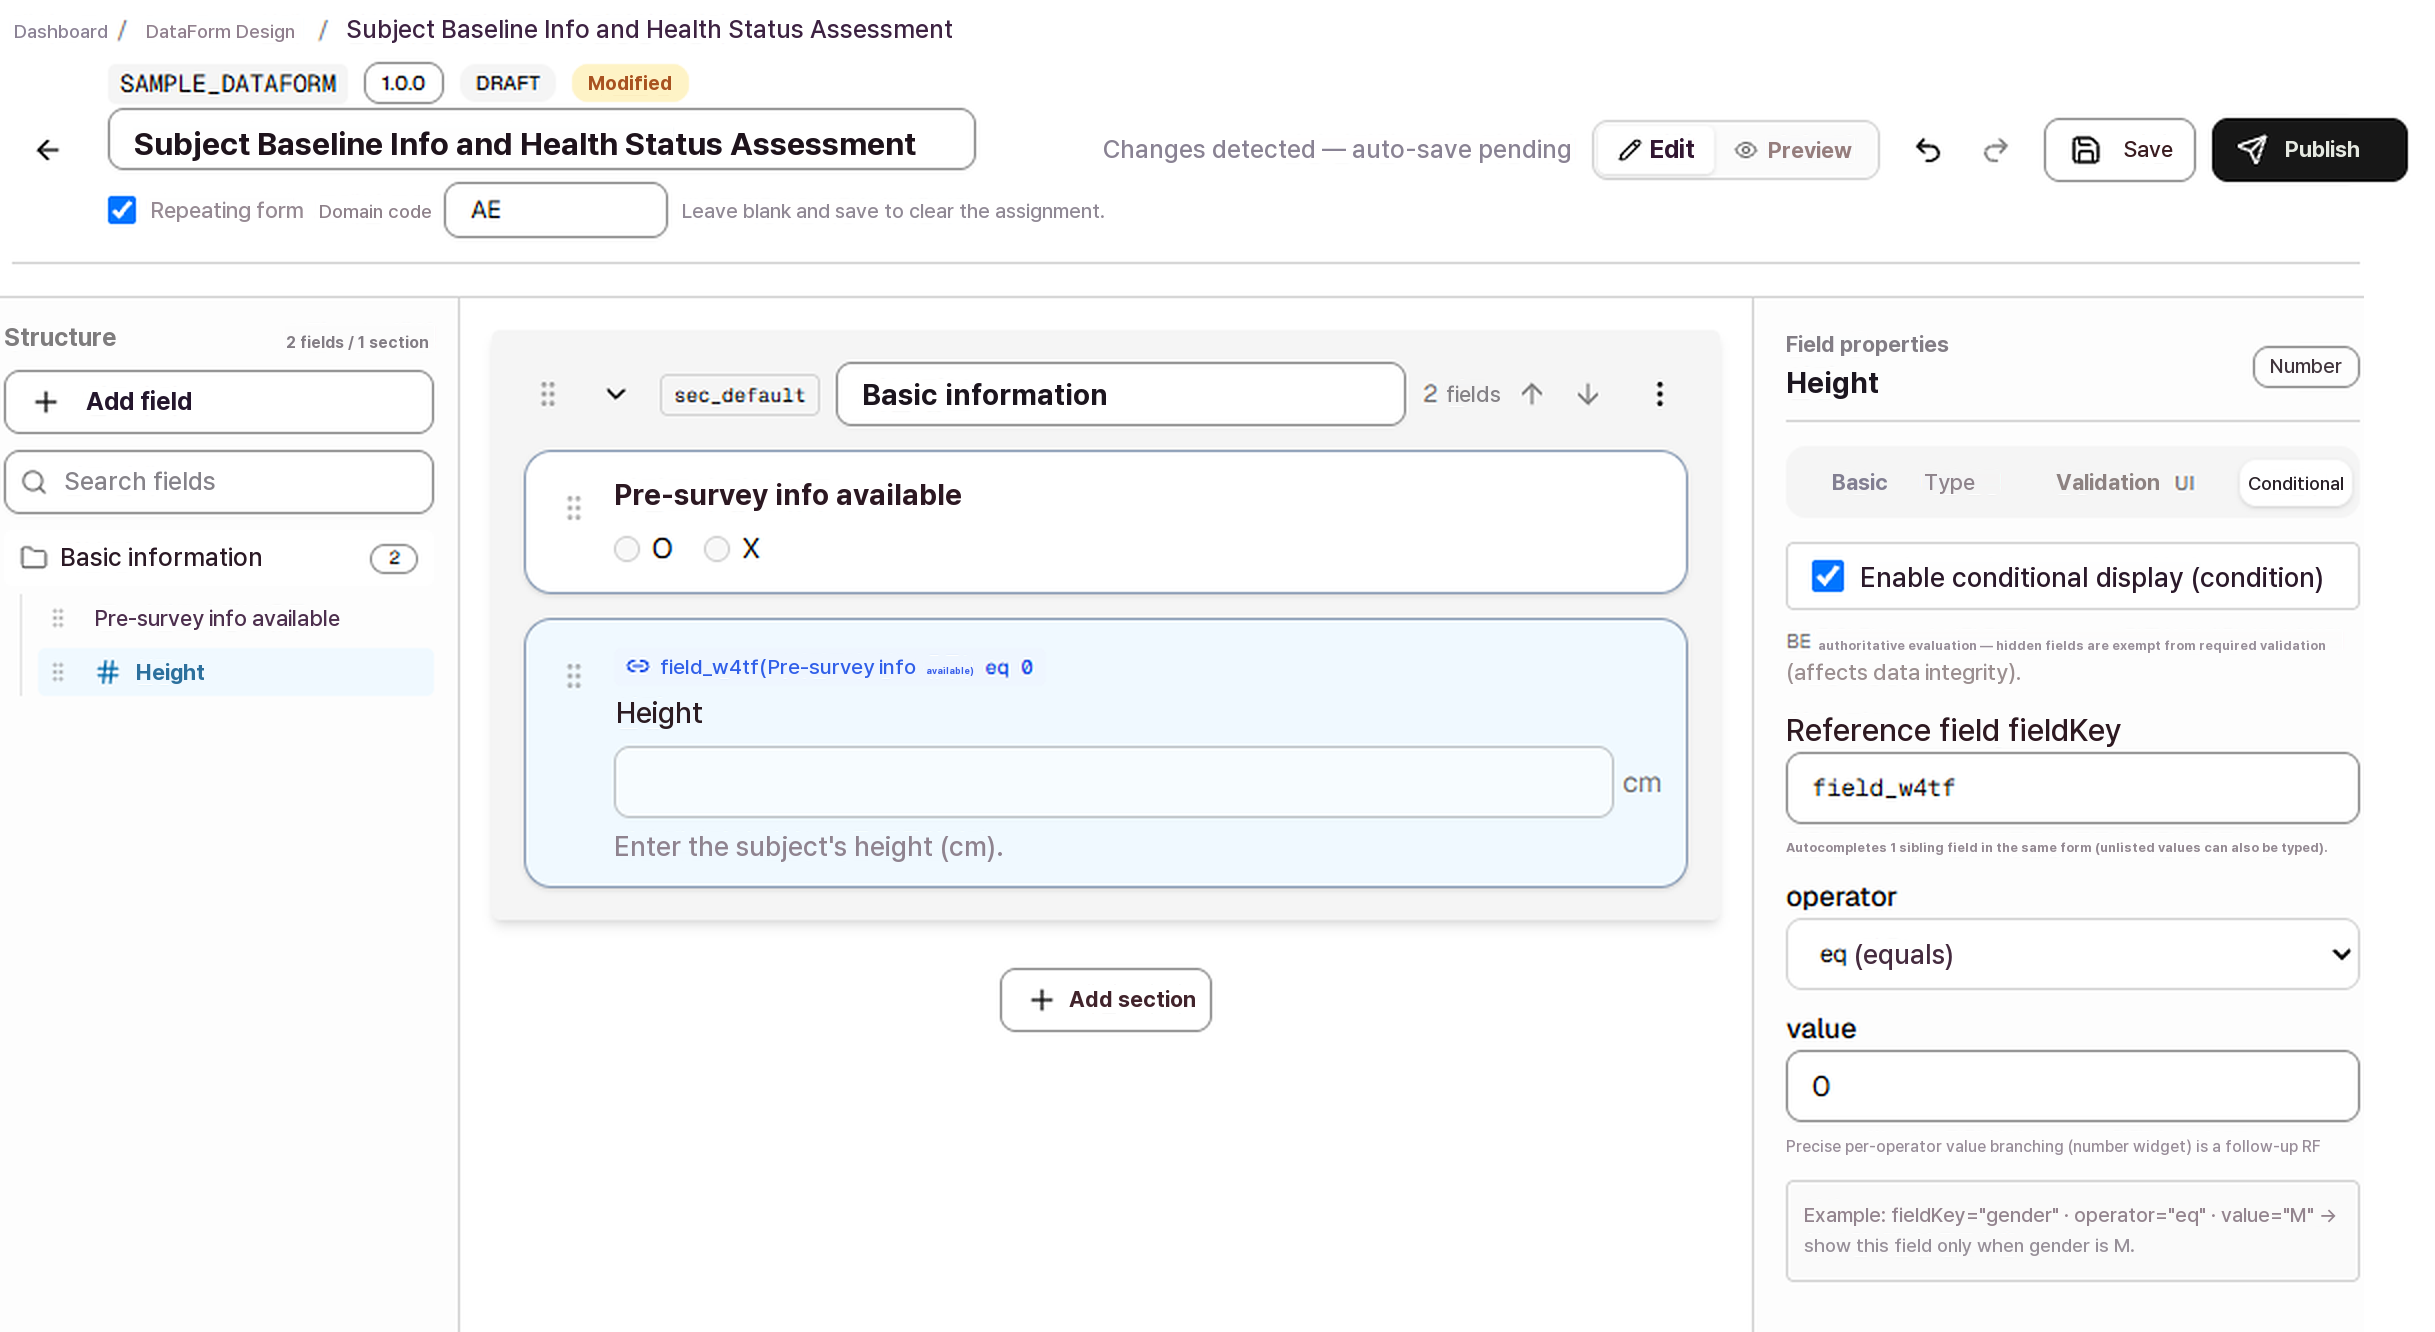 Dashboard / DataForm Design / Subject Baseline Info and Health Status Assessment
SAMPLE_DATAFORM 1.0.0 DRAFT Modified
Subject Baseline Info and Health Status Assessment
Changes detected — auto-save pending Edit Preview Save Publish
Repeating form Domain code AE Leave blank and save to clear the assignment.
Structure 2 fields / 1 section
Add field
Search fields
Basic information 2
Pre-survey info available
Height
sec_default Basic information 2 fields
Pre-survey info available
O X
field_w4tf(Pre-survey info available) eq O
Height
cm
Enter the subject's height (cm).
Add section
Field properties
Height Number
Basic Type Validation UI Conditional
Enable conditional display (condition)
BE authoritative evaluation — hidden fields are exempt from required validation
(affects data integrity).
Reference field fieldKey
field_w4tf
Autocompletes 1 sibling field in the same form (unlisted values can also be typed).
operator
eq (equals)
value
O
Precise per-operator value branching (number widget) is a follow-up RF
Example: fieldKey="gender" · operator="eq" · value="M" →
show this field only when gender is M.